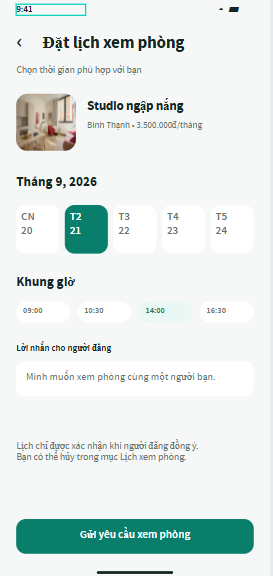 9:41
Đặt lịch xem phòng
Chọn thời gian phù hợp với bạn
Studio ngập nắng
Bình Thạnh • 3.500.000đ/tháng
Tháng 9, 2026
CN T2 T3 T4 T5
20 21 22 23 24
Khung giờ
09:00 10:30 14:00 16:30
Lời nhắn cho người đăng
Mình muốn xem phòng cùng một người bạn.
Lịch chỉ được xác nhận khi người đăng đồng ý.
Bạn có thể hủy trong mục Lịch xem phòng.
Gửi yêu cầu xem phòng